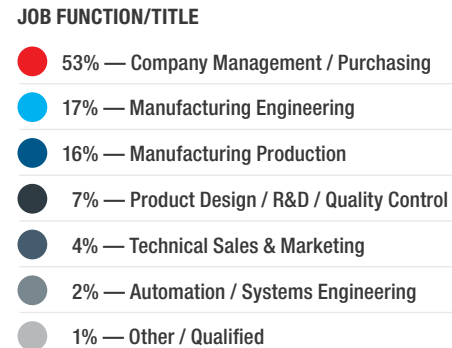 JOB FUNCTION/TITLE
53% — Company Management / Purchasing
17% — Manufacturing Engineering
16% — Manufacturing Production
7% — Product Design / R&D / Quality Control
4% — Technical Sales & Marketing
2% — Automation / Systems Engineering
1% — Other / Qualified